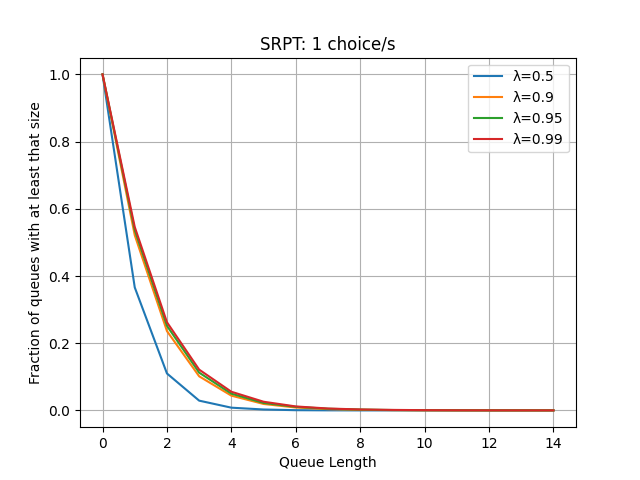 SRPT: 1 choice/s
Fraction of queues with at least that size
1.0
0.8
0.6
0.4
0.2
0.0
λ=0.5
λ=0.9
λ=0.95
λ=0.99
0 2 4 6 8 10 12 14
Queue Length